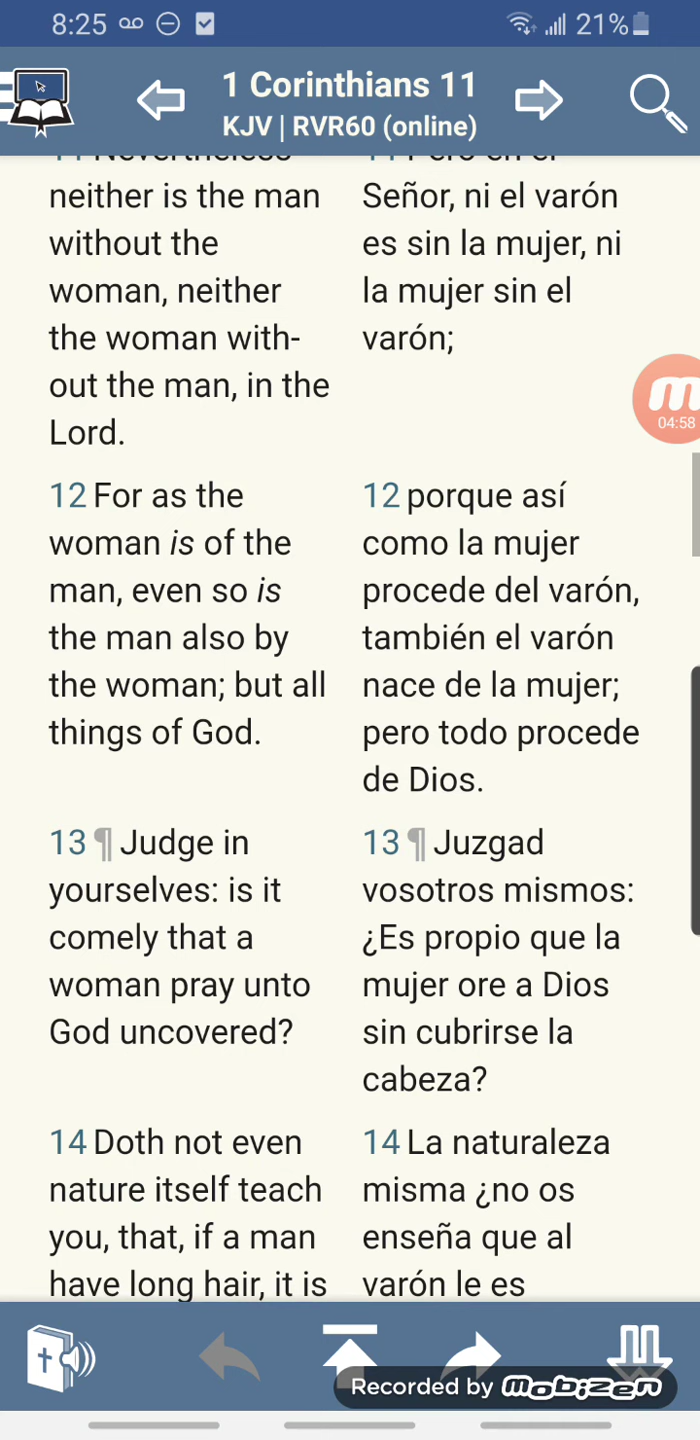 8:25
21%
1 Corinthians 11
KJV | RVR60 (online)
11 Nevertheless
neither is the man
without the
woman, neither
the woman with-
out the man, in the
Lord.
11 Pero en el
Señor, ni el varón
es sin la mujer, ni
la mujer sin el
varón;
m
04:58
12 For as the
woman is of the
man, even so is
the man also by
the woman; but all
things of God.
12 porque así
como la mujer
procede del varón,
también el varón
nace de la mujer;
pero todo procede
de Dios.
13 ¶ Judge in
yourselves: is it
comely that a
woman pray unto
God uncovered?
13 ¶ Juzgad
vosotros mismos:
¿Es propio que la
mujer ore a Dios
sin cubrirse la
cabeza?
14 Doth not even
nature itself teach
you, that, if a man
have long hair, it is
14 La naturaleza
misma ¿no os
enseña que al
varón le es
Recorded by mobizen